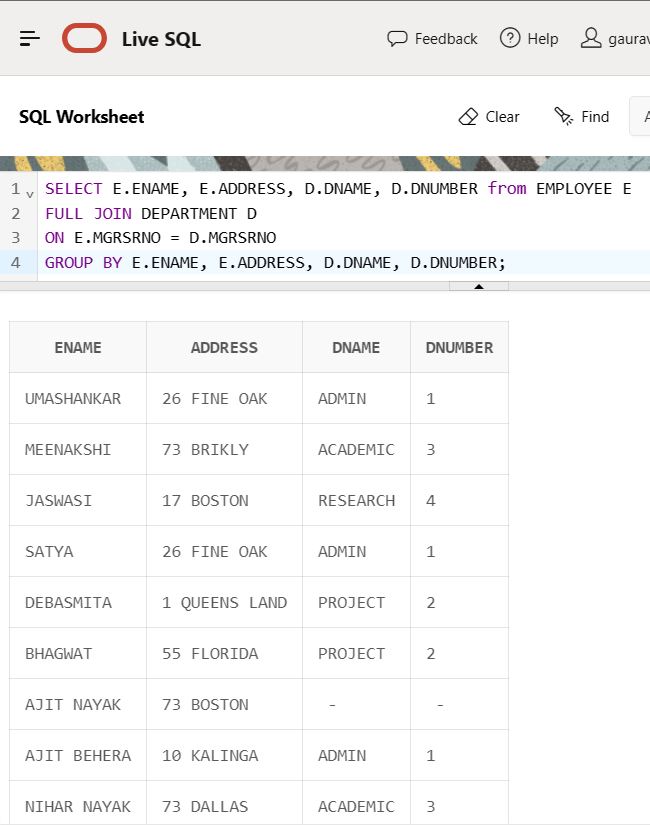 Live SQL Feedback Help gaurav
SQL Worksheet Clear Find A
1 SELECT E.ENAME, E.ADDRESS, D.DNAME, D.DNUMBER from EMPLOYEE E
2 FULL JOIN DEPARTMENT D
3 ON E.MGRSRNO = D.MGRSRNO
4 GROUP BY E.ENAME, E.ADDRESS, D.DNAME, D.DNUMBER;
ENAME ADDRESS DNAME DNUMBER
UMASHANKAR 26 FINE OAK ADMIN 1
MEENAKSHI 73 BRIKLY ACADEMIC 3
JASWASI 17 BOSTON RESEARCH 4
SATYA 26 FINE OAK ADMIN 1
DEBASMITA 1 QUEENS LAND PROJECT 2
BHAGWAT 55 FLORIDA PROJECT 2
AJIT NAYAK 73 BOSTON - -
AJIT BEHERA 10 KALINGA ADMIN 1
NIHAR NAYAK 73 DALLAS ACADEMIC 3